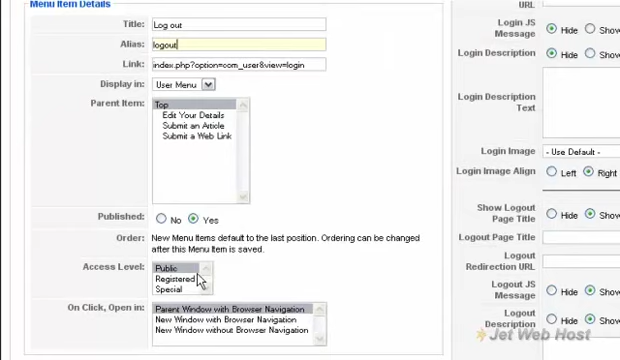 Menu Item Details
Title: Log out
Alias: logout
Link: index.php?option=com_user&view=login
Display in: User Menu
Parent Item: Top
Edit Your Details
Submit an Article
Submit a Web Link
Published: No Yes
Order: New Menu Items default to the last position. Ordering can be changed
after this Menu Item is saved.
Access Level: Public
Registered
Special
On Click, Open in: Parent Window with Browser Navigation
New Window with Browser Navigation
New Window without Browser Navigation
URL
Login JS
Message Hide Show
Login Description Hide Show
Login Description
Text
Login Image - Use Default -
Login Image Align Left Right
Show Logout
Page Title Hide Show
Logout Page Title
Logout
Redirection URL
Logout JS
Message Hide Show
Logout
Description Hide Show
Jet Web Host